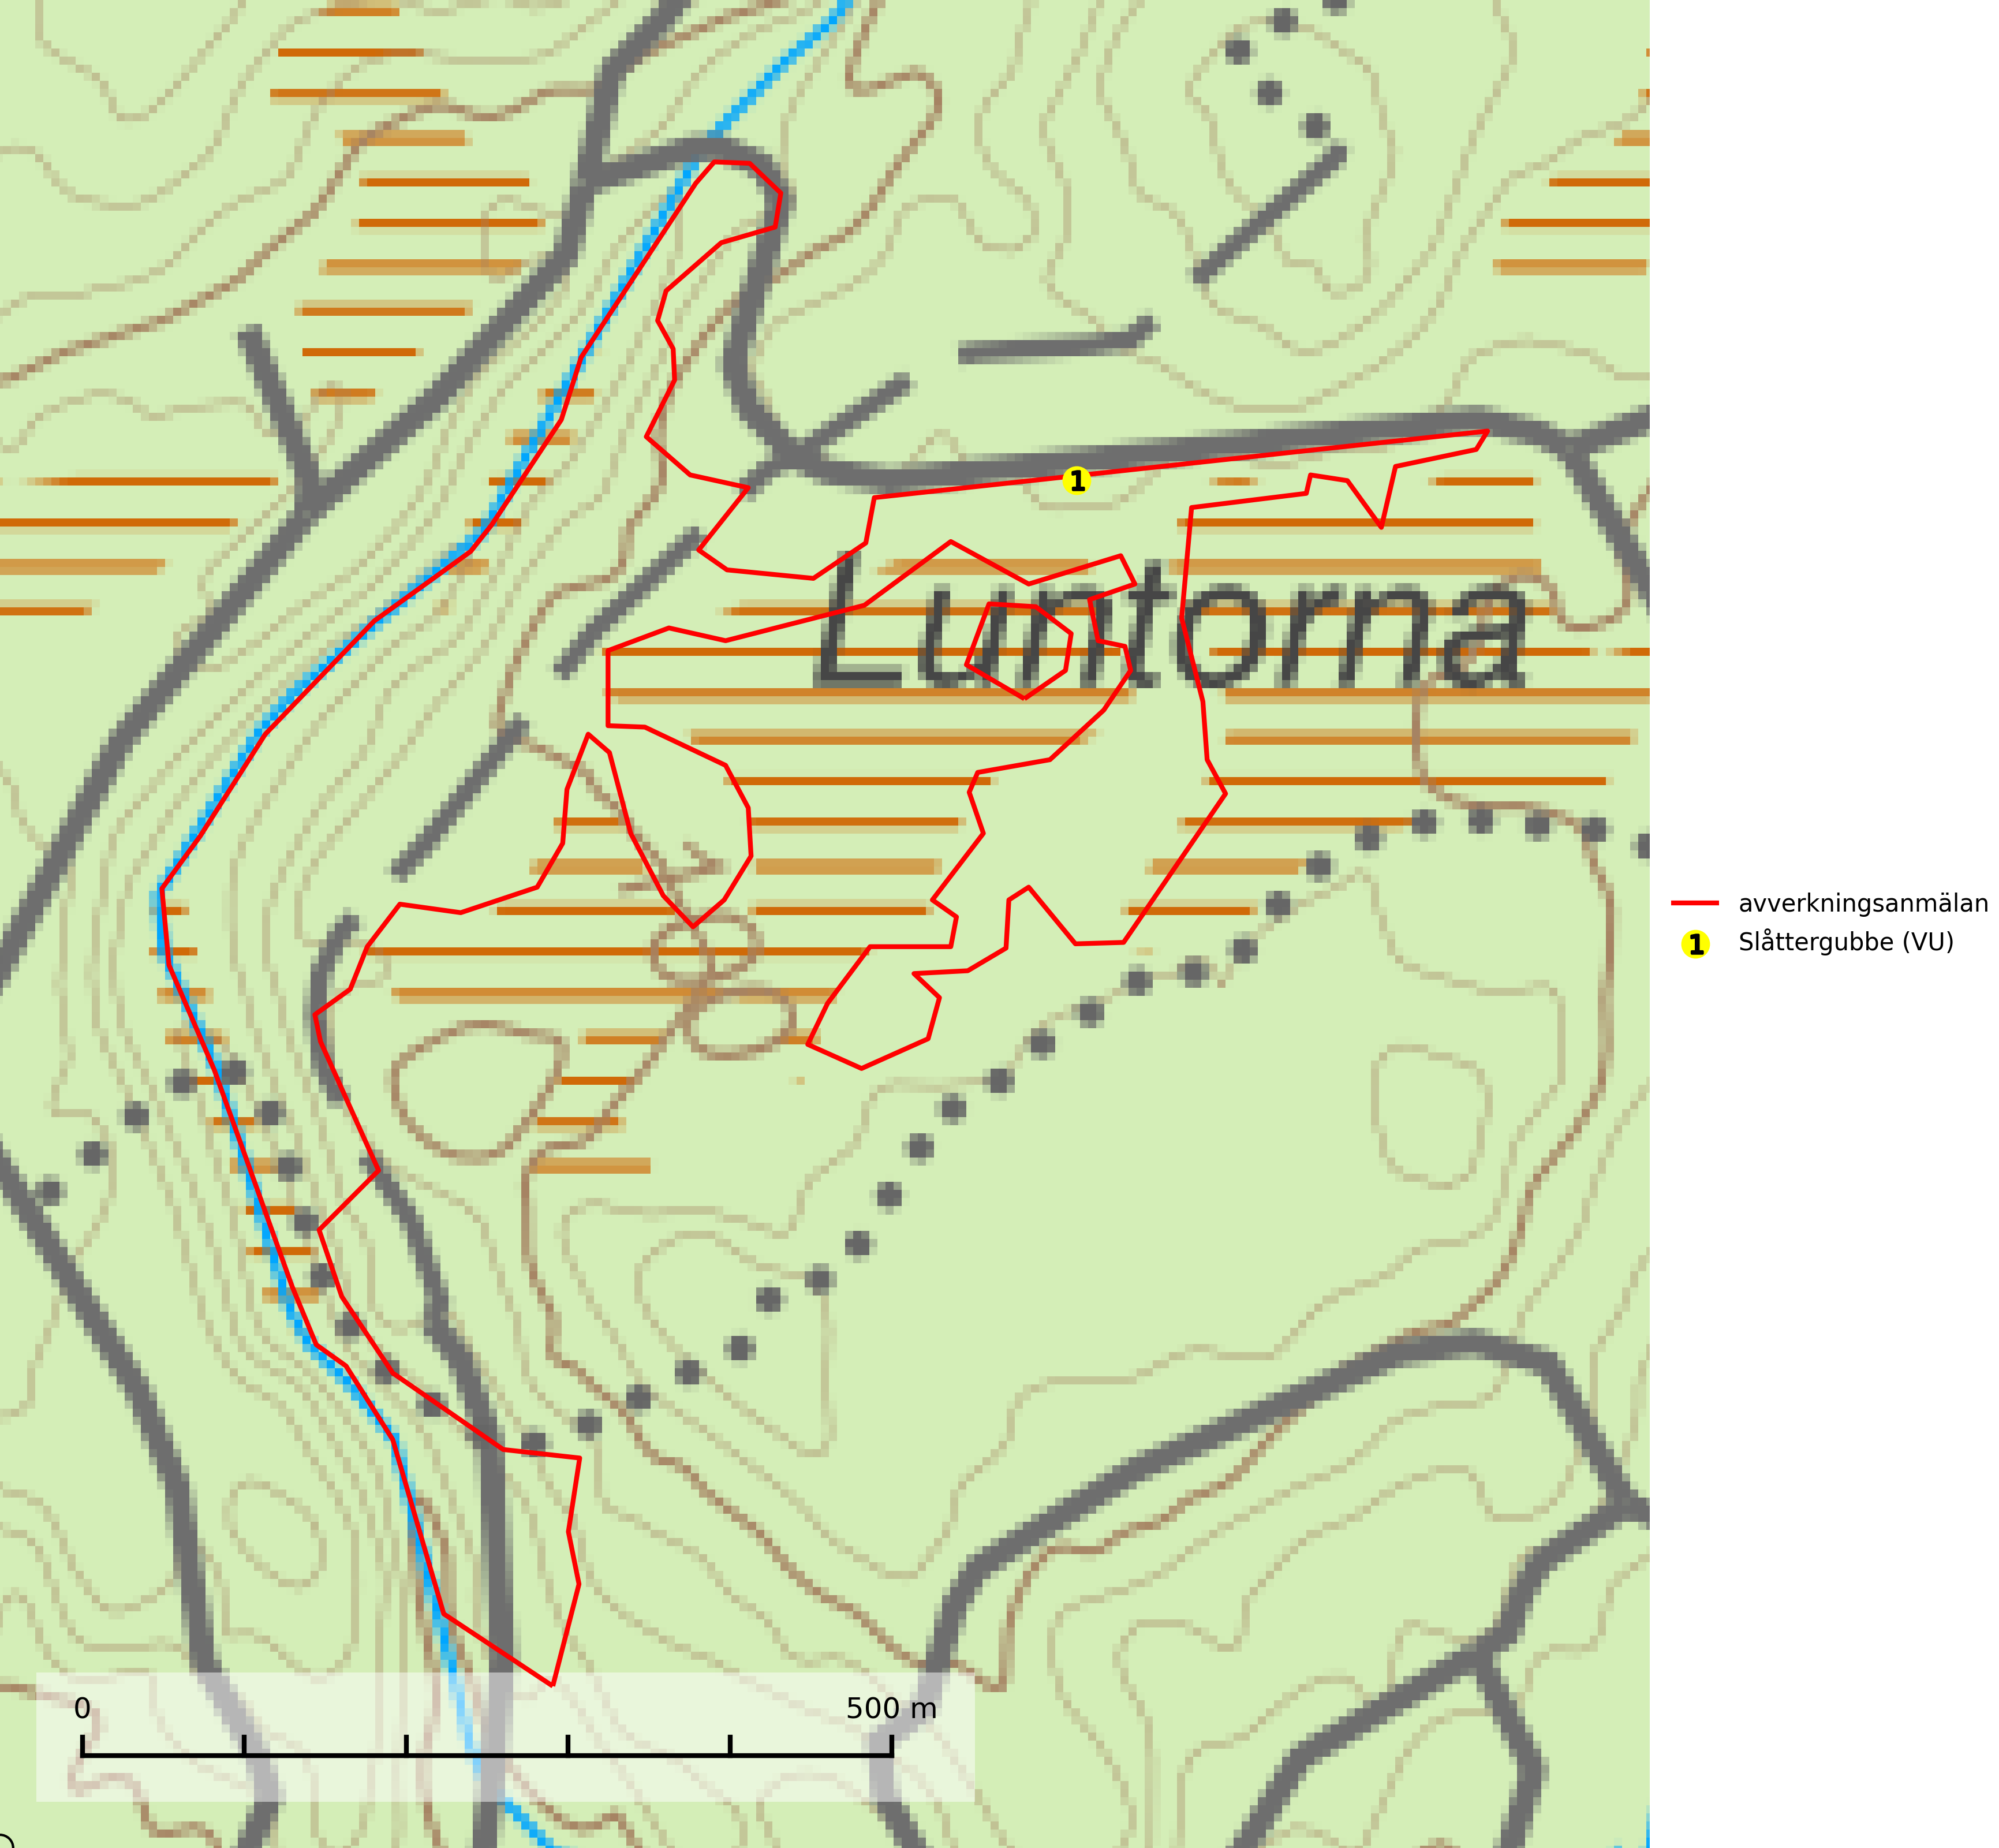 1
Luntorna
avverkningsanmälan
1 Slåttergubbe (VU)
0 500 m